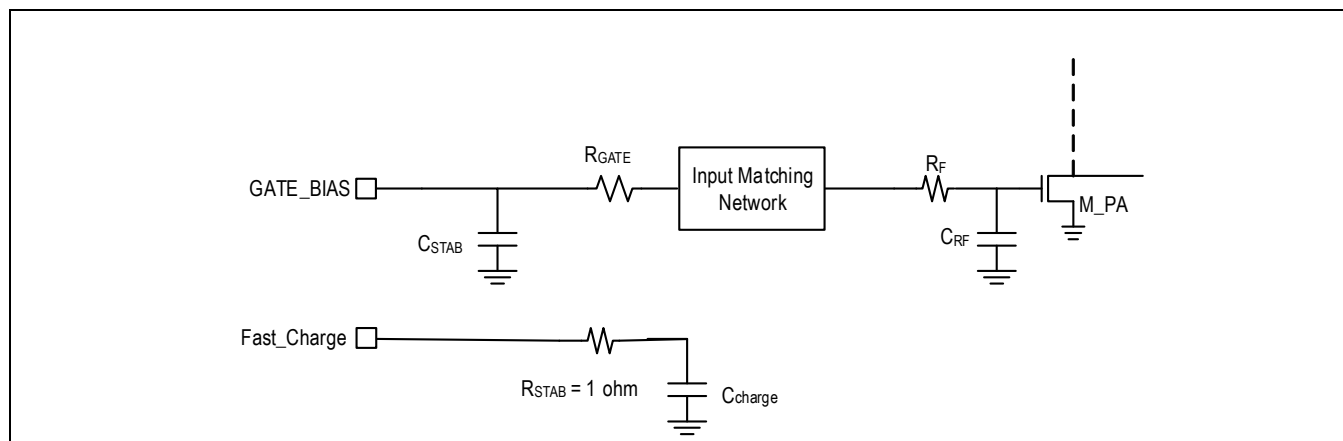 RGATE
RF
GATE_BIAS
Input Matching
Network
M_PA
CSTAB
CRF
Fast_Charge
RSTAB = 1 ohm
Ccharge